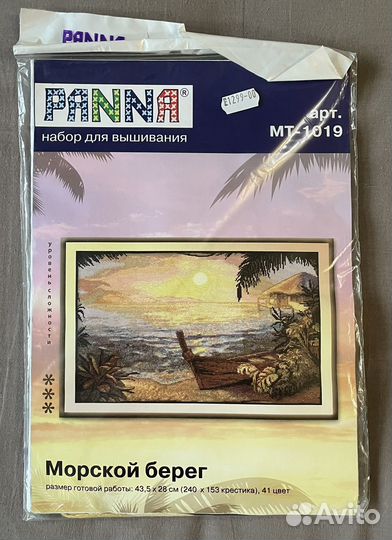 PANNA
PANNA®
набор для вышивания
£1299-00
арт.
МТ-1019
уровень сложности
Морской берег
размер готовой работы: 43,5 x 28 см (240 x 153 крестика), 41 цвет
Avito